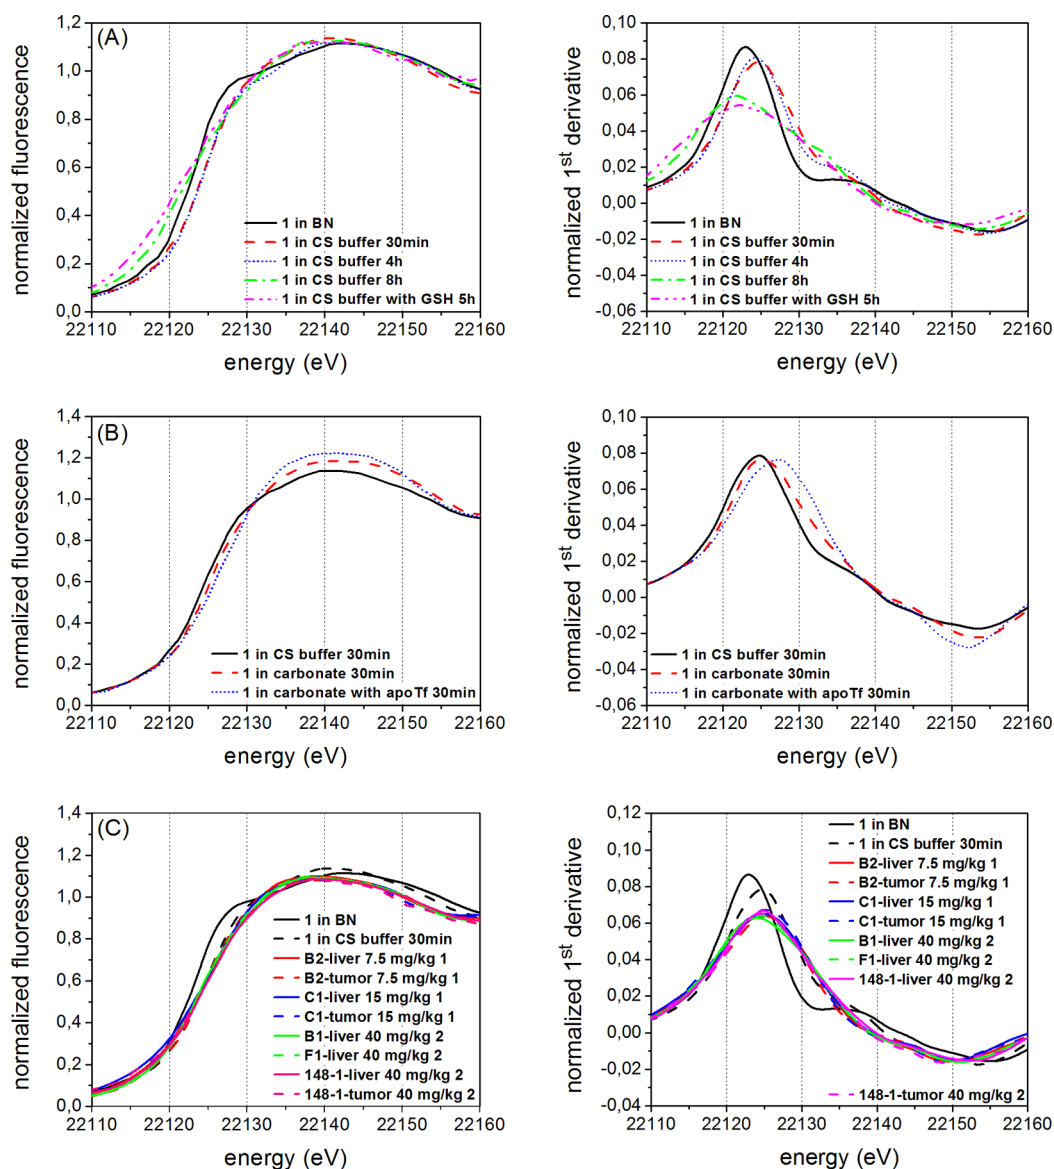 (A)
normalized fluorescence
1,2
1,0
0,8
0,6
0,4
0,2
0,0
1 in BN
1 in CS buffer 30min
1 in CS buffer 4h
1 in CS buffer 8h
1 in CS buffer with GSH 5h
22110 22120 22130 22140 22150 22160
energy (eV)
normalized 1st derivative
0,10
0,08
0,06
0,04
0,02
0,00
-0,02
-0,04
-0,06
1 in BN
1 in CS buffer 30min
1 in CS buffer 4h
1 in CS buffer 8h
1 in CS buffer with GSH 5h
22110 22120 22130 22140 22150 22160
energy (eV)
(B)
normalized fluorescence
1,4
1,2
1,0
0,8
0,6
0,4
0,2
0,0
1 in CS buffer 30min
1 in carbonate 30min
1 in carbonate with apoTf 30min
22110 22120 22130 22140 22150 22160
energy (eV)
normalized 1st derivative
0,10
0,08
0,06
0,04
0,02
0,00
-0,02
-0,04
-0,06
1 in CS buffer 30min
1 in carbonate 30min
1 in carbonate with apoTf 30min
22110 22120 22130 22140 22150 22160
energy (eV)
(C)
normalized fluorescence
1,4
1,2
1,0
0,8
0,6
0,4
0,2
0,0
1 in BN
1 in CS buffer 30min
B2-liver 7.5 mg/kg 1
B2-tumor 7.5 mg/kg 1
C1-liver 15 mg/kg 1
C1-tumor 15 mg/kg 1
B1-liver 40 mg/kg 2
F1-liver 40 mg/kg 2
148-1-liver 40 mg/kg 2
148-1-tumor 40 mg/kg 2
22110 22120 22130 22140 22150 22160
energy (eV)
normalized 1st derivative
0,12
0,10
0,08
0,06
0,04
0,02
0,00
-0,02
-0,04
1 in BN
1 in CS buffer 30min
B2-liver 7.5 mg/kg 1
B2-tumor 7.5 mg/kg 1
C1-liver 15 mg/kg 1
C1-tumor 15 mg/kg 1
B1-liver 40 mg/kg 2
F1-liver 40 mg/kg 2
148-1-liver 40 mg/kg 2
148-1-tumor 40 mg/kg 2
22110 22120 22130 22140 22150 22160
energy (eV)